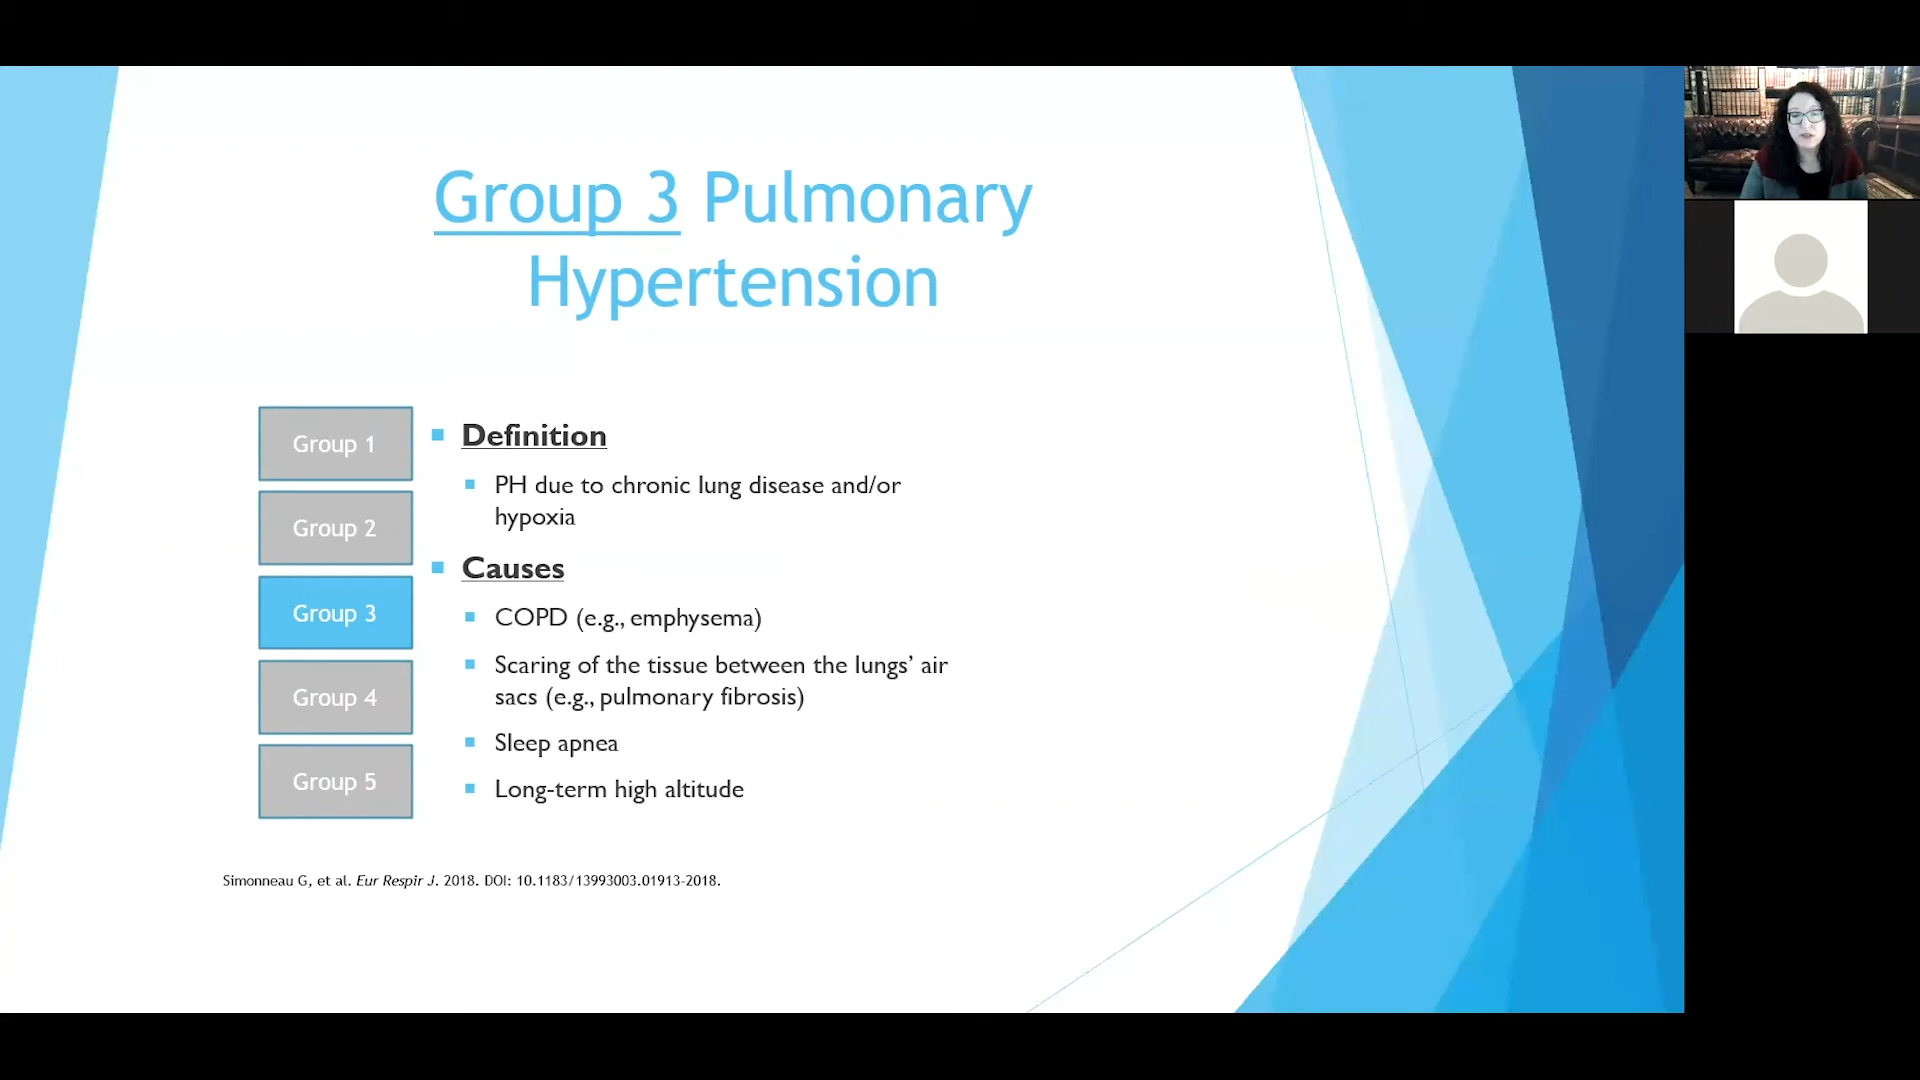 Group 3 Pulmonary
Hypertension
Group 1
Group 2
Group 3
Group 4
Group 5
Definition
PH due to chronic lung disease and/or
hypoxia
Causes
COPD (e.g., emphysema)
Scaring of the tissue between the lungs’ air
sacs (e.g., pulmonary fibrosis)
Sleep apnea
Long-term high altitude
Simonneau G, et al. Eur Respir J. 2018. DOI: 10.1183/13993003.01913-2018.